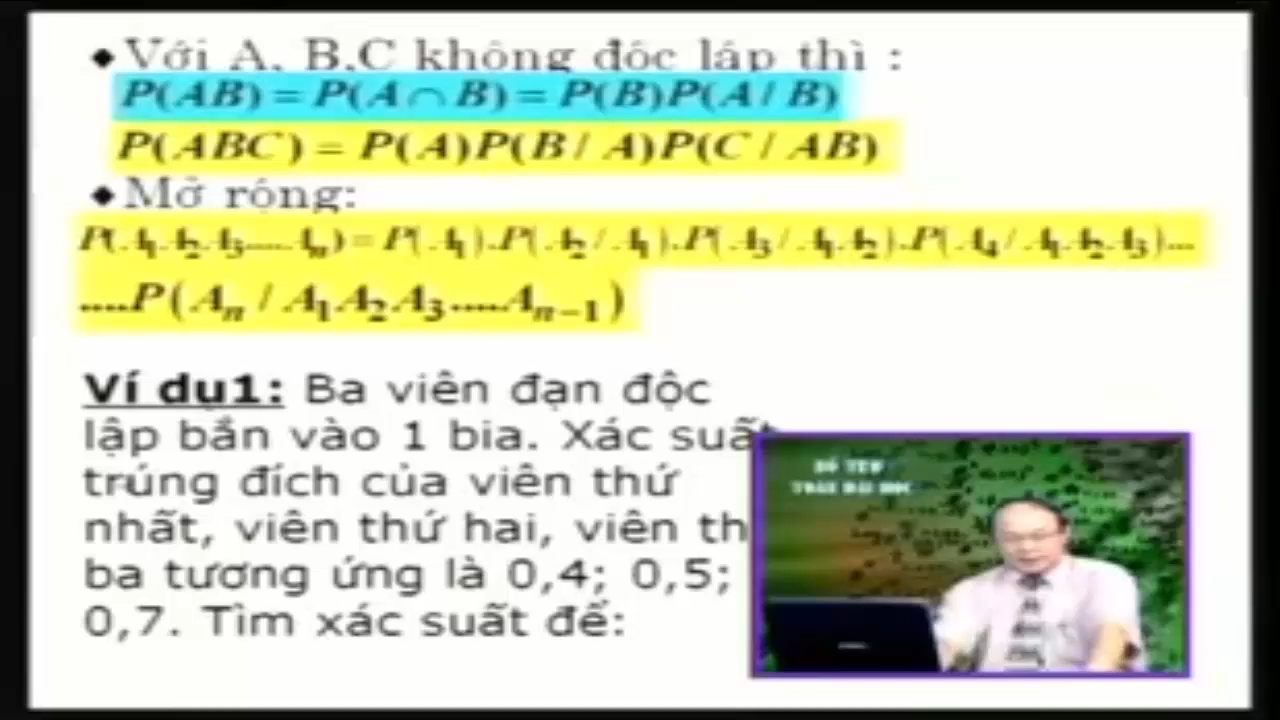 ◆Với A, B,C không độc lập thì :
P(AB) = P(A∩B) = P(B)P(A/B)
P(ABC) = P(A)P(B/A)P(C/AB)
◆Mở rộng:
P(A₁A₂A₃....Aₙ) = P(A₁).P(A₂/A₁).P(A₃/A₁A₂).P(A₄/A₁A₂A₃)...
....P(Aₙ/A₁A₂A₃....Aₙ₋₁)
Ví dụ1: Ba viên đạn độc
lập bắn vào 1 bia. Xác suất
trúng đích của viên thứ
nhất, viên thứ hai, viên th
ba tương ứng là 0,4; 0,5;
0,7. Tìm xác suất để: